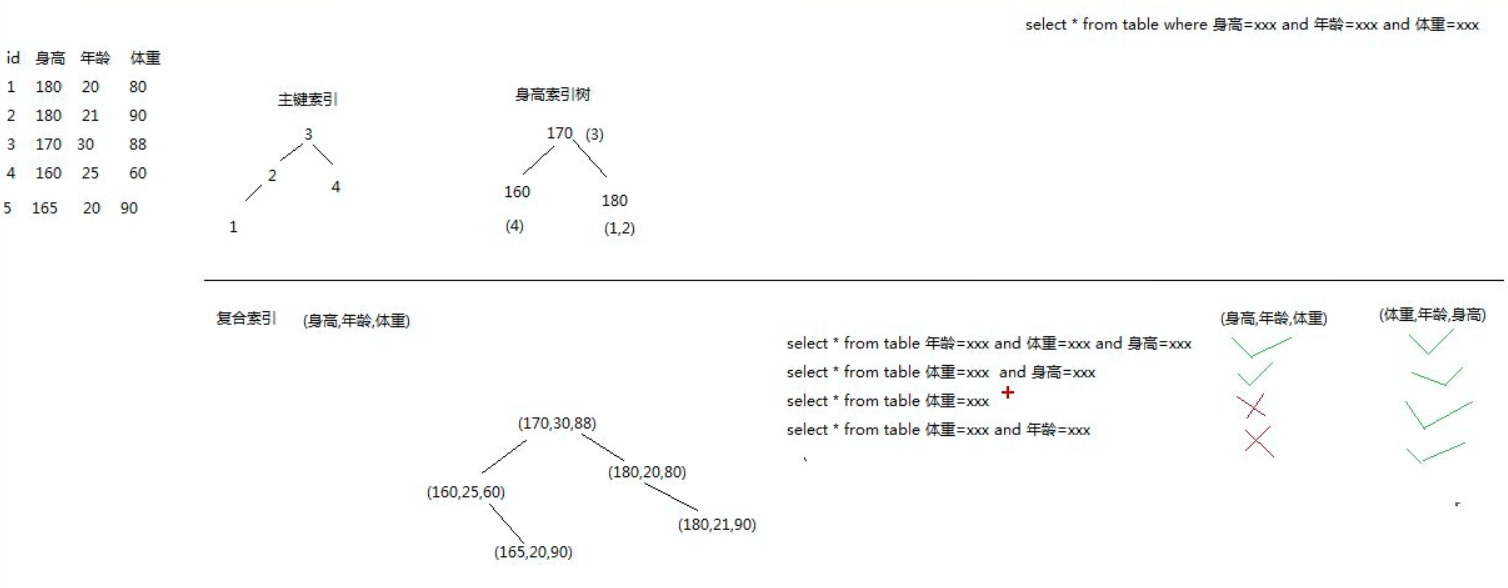 select * from table where 身高=xxx and 年龄=xxx and 体重=xxx
id 身高 年龄 体重
1 180 20 80
2 180 21 90
3 170 30 88
4 160 25 60
5 165 20 90
主键索引
3
2
4
1
身高索引树
170 (3)
160
180
(4)
(1,2)
复合索引 (身高,年龄,体重)
(170,30,88)
(160,25,60)
(180,20,80)
(165,20,90)
(180,21,90)
(身高,年龄,体重) (体重,年龄,身高)
select * from table 年龄=xxx and 体重=xxx and 身高=xxx
select * from table 体重=xxx and 身高=xxx
select * from table 体重=xxx
select * from table 体重=xxx and 年龄=xxx